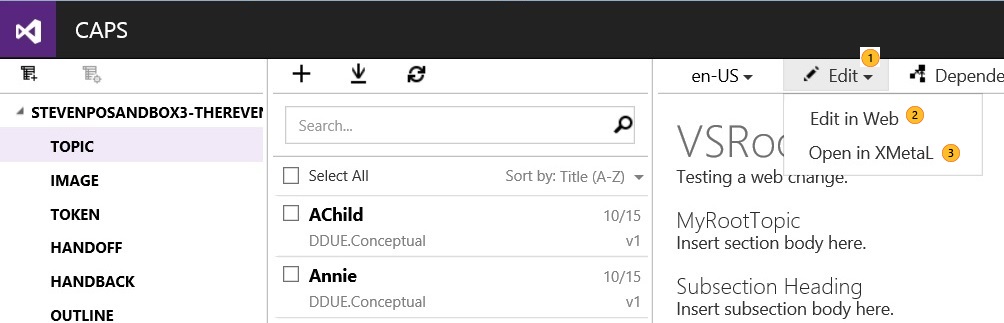 CAPS
en-US
Edit
1
Edit in Web 2
Open in XMetaL 3
STEVENPOSANDBOX3-THEREVEN
TOPIC
IMAGE
TOKEN
HANDOFF
HANDBACK
OUTLINE
Search...
Select All
Sort by: Title (A-Z)
AChild 10/15
DDUE.Conceptual v1
Annie 10/15
DDUE.Conceptual v1
Testing a web change.
MyRootTopic
Insert section body here.
Subsection Heading
Insert subsection body here.